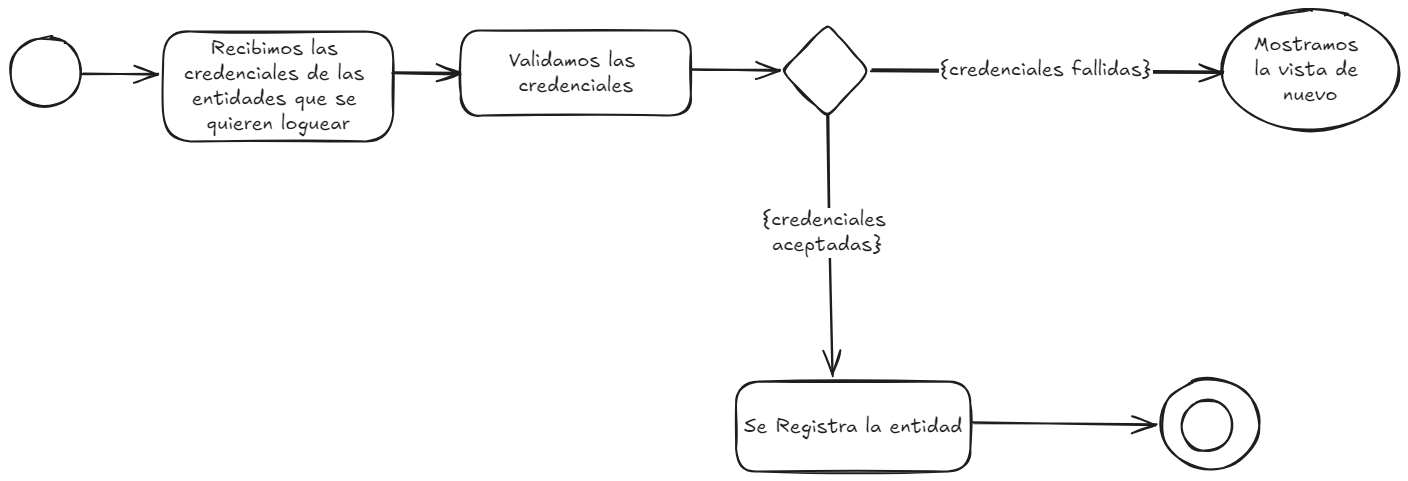 Recibimos las
credenciales de las
entidades que se
quieren loguear
Validamos las
credenciales
{credenciales fallidas}
Mostramos
la vista de
nuevo
{credenciales
aceptadas}
Se Registra la entidad